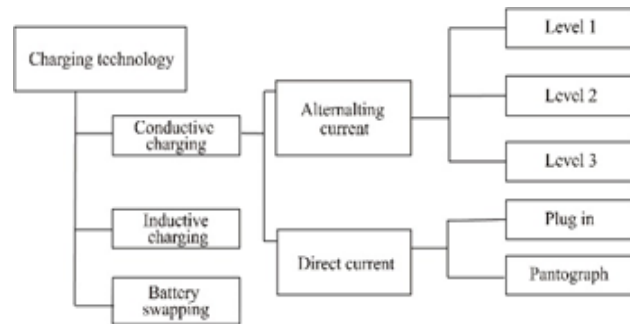 Charging technology
Conductive
charging
Inductive
charging
Battery
swapping
Alternalting
current
Direct current
Level 1
Level 2
Level 3
Plug in
Pantograph